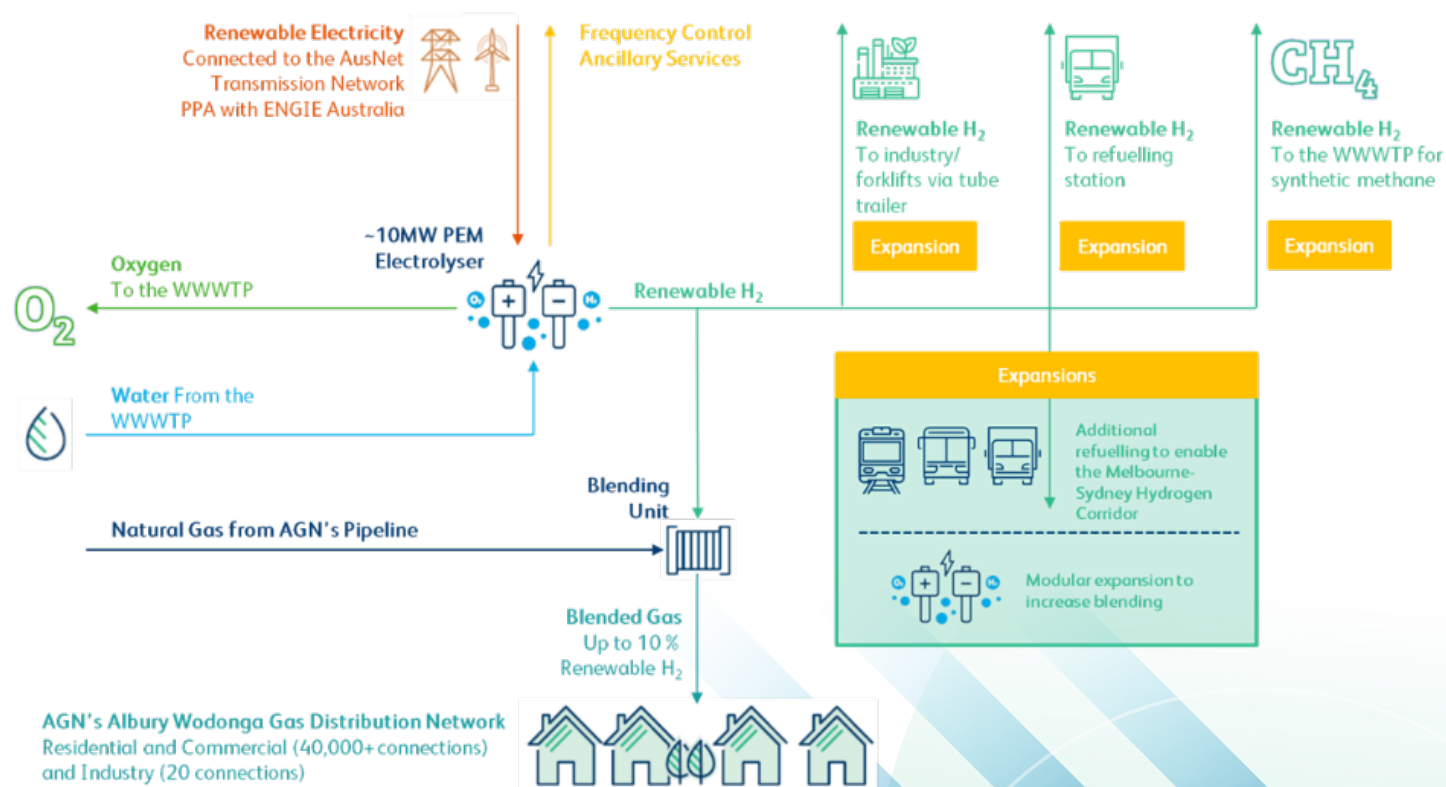 Renewable Electricity
Connected to the AusNet
Transmission Network
PPA with ENGIE Australia
Frequency Control
Ancillary Services
CH4
Renewable H2
To industry/
forklifts via tube
trailer
Expansion
Renewable H2
To refuelling
station
Expansion
Renewable H2
To the WWWTP for
synthetic methane
Expansion
~10MW PEM
Electrolyser
O2
Oxygen
To the WWWTP
+
−
O2
H2
Renewable H2
Water From the
WWWTP
Expansions
Additional
refuelling to enable
the Melbourne-
Sydney Hydrogen
Corridor
O2
+
−
H2
Modular expansion to
increase blending
Blending
Unit
Natural Gas from AGN's Pipeline
Blended Gas
Up to 10 %
Renewable H2
AGN's Albury Wodonga Gas Distribution Network
Residential and Commercial (40,000+ connections)
and Industry (20 connections)